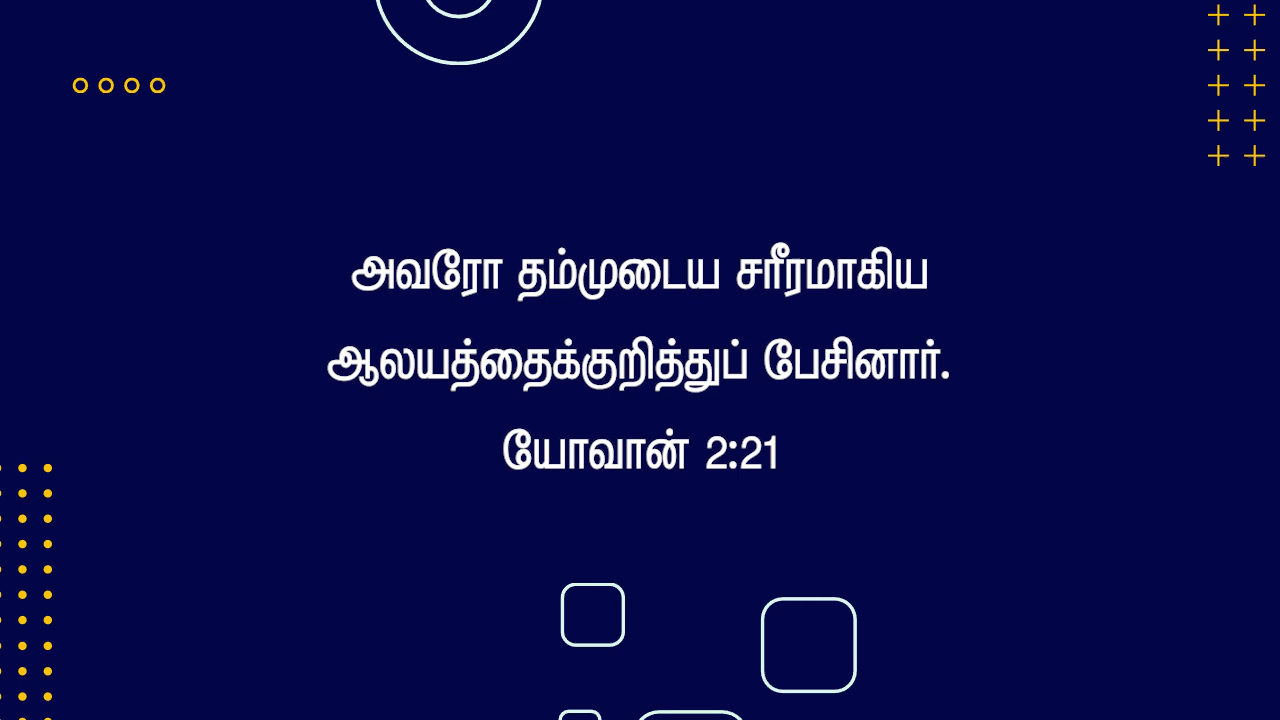 அவரோ தம்முடைய சரீரமாகிய
ஆலயத்தைக்குறித்துப் பேசினார்.
யோவான் 2:21